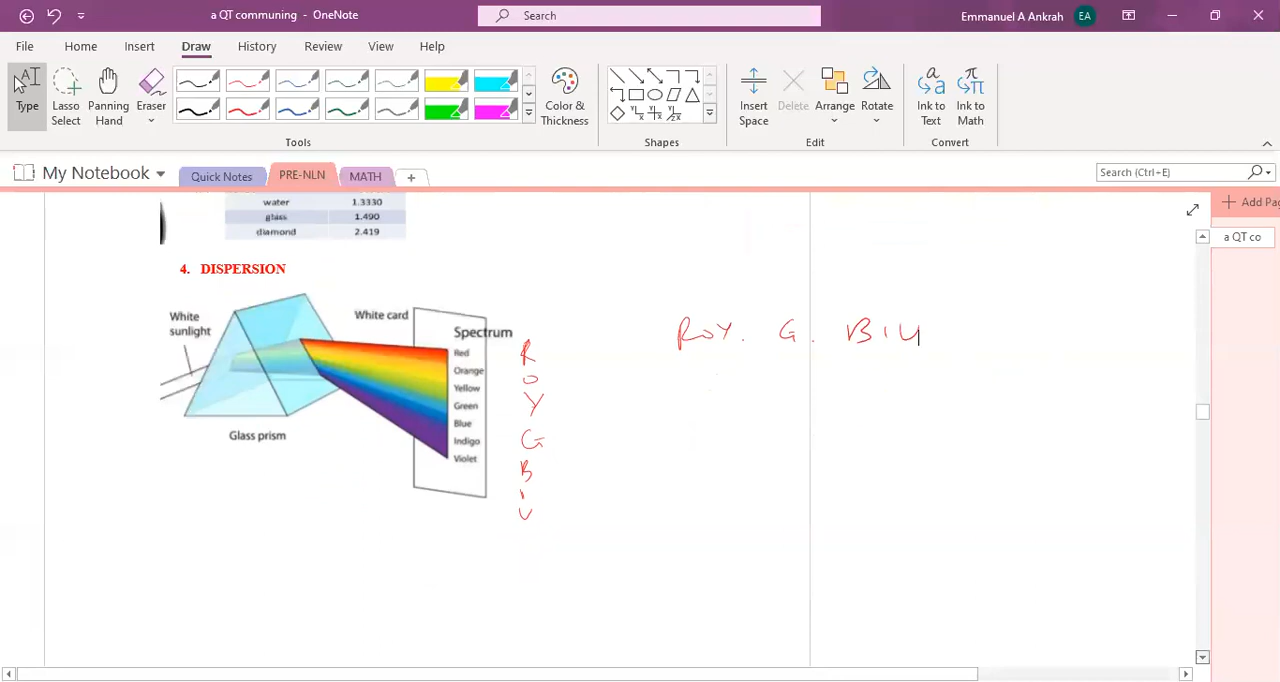 a QT communing - OneNote
Search
Emmanuel A Ankrah
EA
File Home Insert Draw History Review View Help
Type
Lasso Select
Panning Hand
Eraser
Color & Thickness
Insert Space
Delete
Arrange
Rotate
Ink to Text
Ink to Math
Tools
Shapes
Edit
Convert
My Notebook
Quick Notes
PRE-NLN
MATH
Search (Ctrl+E)
Add Pag
a QT co
water 1.3330
glass 1.490
diamond 2.419
4. DISPERSION
White sunlight
White card
Spectrum
Red
Orange
Yellow
Green
Blue
Indigo
Violet
Glass prism
R
O
Y
G
B
I
V
ROY. G. BIV